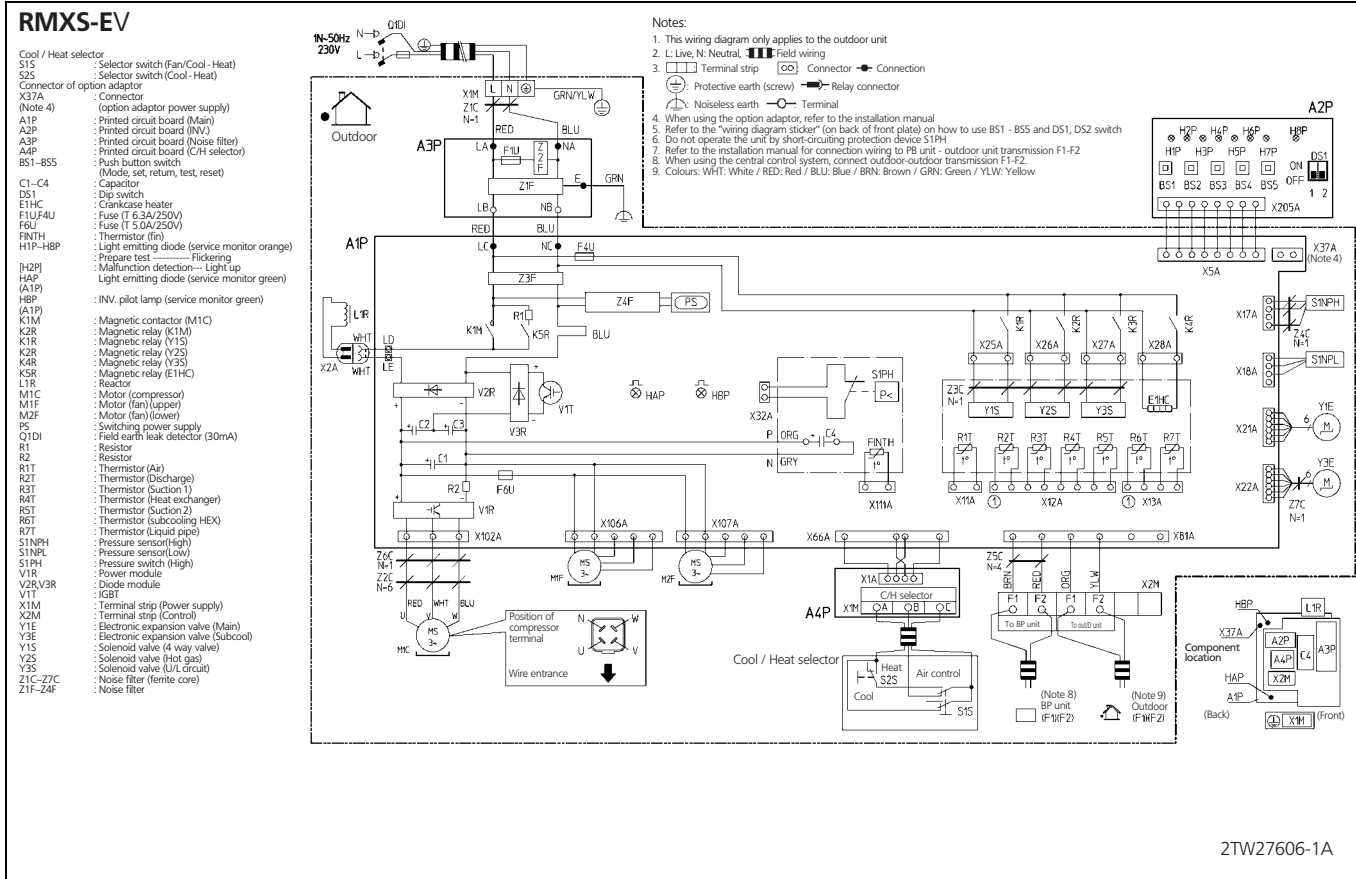 RMXS-EV
Cool / Heat selector
S1S : Selector switch (Fan/Cool - Heat)
S2S : Selector switch (Cool - Heat)
Connector of option adaptor
X37A : Connector
(Note 4) (option adaptor power supply)
A1P : Printed circuit board (Main)
A2P : Printed circuit board (INV.)
A3P : Printed circuit board (Noise filter)
A4P : Printed circuit board (C/H selector)
BS1–BS5 : Push button switch
(Mode, set, return, test, reset)
C1–C4 : Capacitor
DS1 : Dip switch
E1HC : Crankcase heater
F1U,F4U : Fuse (T 6.3A/250V)
F6U : Fuse (T 5.0A/250V)
FINTH : Thermistor (fin)
H1P–H8P : Light emitting diode (service monitor orange)
: Prepare test ------------ Flickering
[H2P] : Malfunction detection--- Light up
HAP Light emitting diode (service monitor green)
(A1P)
HBP : INV. pilot lamp (service monitor green)
(A1P)
K1M : Magnetic contactor (M1C)
K2R : Magnetic relay (K1M)
K1R : Magnetic relay (Y1S)
K2R : Magnetic relay (Y2S)
K4R : Magnetic relay (Y3S)
K5R : Magnetic relay (E1HC)
L1R : Reactor
M1C : Motor (compressor)
M1F : Motor (fan) (upper)
M2F : Motor (fan) (lower)
PS : Switching power supply
Q1DI : Field earth leak detector (30mA)
R1 : Resistor
R2 : Resistor
R1T : Thermistor (Air)
R2T : Thermistor (Discharge)
R3T : Thermistor (Suction 1)
R4T : Thermistor (Heat exchanger)
R5T : Thermistor (Suction 2)
R6T : Thermistor (subcooling HEX)
R7T : Thermistor (Liquid pipe)
S1NPH : Pressure sensor(High)
S1NPL : Pressure sensor(Low)
S1PH : Pressure switch (High)
V1R : Power module
V2R,V3R : Diode module
V1T : IGBT
X1M : Terminal strip (Power supply)
X2M : Terminal strip (Control)
Y1E : Electronic expansion valve (Main)
Y3E : Electronic expansion valve (Subcool)
Y1S : Solenoid valve (4 way valve)
Y2S : Solenoid valve (Hot gas)
Y3S : Solenoid valve (U/L circuit)
Z1C–Z7C : Noise filter (ferrite core)
Z1F–Z4F : Noise filter
Notes:
1. This wiring diagram only applies to the outdoor unit
2. L: Live, N: Neutral, Field wiring
3. Terminal strip Connector Connection
: Protective earth (screw) Relay connector
: Noiseless earth Terminal
4. When using the option adaptor, refer to the installation manual
5. Refer to the "wiring diagram sticker" (on back of front plate) on how to use BS1 - BS5 and DS1, DS2 switch
6. Do not operate the unit by short-circuiting protection device S1PH
7. Refer to the installation manual for connection wiring to PB unit - outdoor unit transmission F1-F2
8. When using the central control system, connect outdoor-outdoor transmission F1-F2.
9. Colours: WHT: White / RED: Red / BLU: Blue / BRN: Brown / GRN: Green / YLW: Yellow
1N~50Hz
230V
N
L
Q1DI
Outdoor
X1M L N
Z1C
N=1
GRN/YLW
RED BLU
A3P
LA NA
F1U
Z2F
Z1F
E GRN
LB NB
RED BLU
A1P
LC NC
F4U
Z3F
Z4F PS
K1M R1 K5R BLU
L1R
WHT LD
X2A WHT LE
V2R
V3R
V1T
HAP
HBP
C2 C3
C1
R2
F6U
V1R
X32A
S1PH
P<
P ORG C4
N GRY
FINTH
t°
X111A
K1R K2R K3R K4R
X25A X26A X27A X28A
Z3C
N=1
Y1S Y2S Y3S E1HC
R1T R2T R3T R4T R5T R6T R7T
t° t° t° t° t° t° t°
X11A 1 X12A 1 X13A
A2P
H2P H4P H6P H8P
H1P H3P H5P H7P
DS1
ON
OFF
BS1 BS2 BS3 BS4 BS5
1 2
X205A
X5A
X37A
(Note 4)
X17A S1NPH
Z4C
N=1
X18A S1NPL
X21A 6 Y1E
M
X22A 6 Y3E
M
Z7C
N=1
X102A X106A X107A X66A X81A
Z6C
N=1
Z2C
N=6
RED WHT BLU
U V W
MS
3~
M1C
MS
3~
M1F
MS
3~
M2F
Position of
compressor
terminal
N W
U V
Wire entrance
X1A
C/H selector
A4P
X1M A B C
Cool / Heat selector
Heat
S2S
Cool
Air control
S1S
Z5C
N=4
BRN RED ORG YLW
X2M
F1 F2 F1 F2
To BP unit To out/D unit
(Note 8)
BP unit
(F1)(F2)
(Note 9)
Outdoor
(F1)(F2)
HBP L1R
X37A
Component
location
A2P
A4P
C4
A3P
X2M
HAP
A1P
(Back)
X1M
(Front)
2TW27606-1A